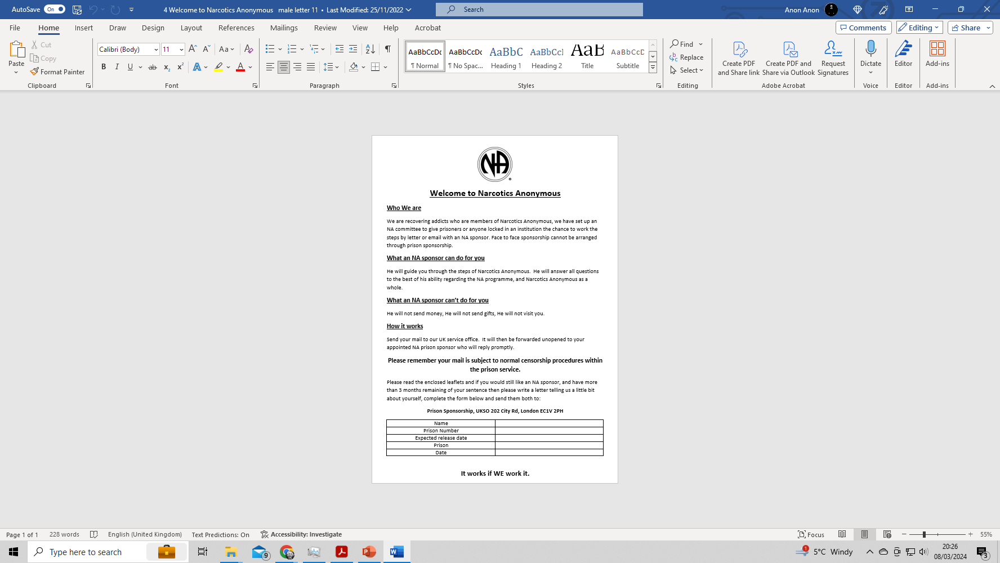 AutoSave On 4 Welcome to Narcotics Anonymous male letter 11 • Last Modified: 25/11/2022 Search Anon Anon
File Home Insert Draw Design Layout References Mailings Review View Help Acrobat Comments Editing Share
Paste
Cut
Copy
Format Painter
Clipboard
Calibri (Body) 11
Font
Paragraph
AaBbCcDc AaBbCcDc AaBbC AaBbCcI AaB AaBbCcD
¶ Normal ¶ No Spac... Heading 1 Heading 2 Title Subtitle
Styles
Find
Replace
Select
Editing
Create PDF and Share link
Create PDF and Share via Outlook
Request Signatures
Adobe Acrobat
Dictate
Voice
Editor
Editor
Add-ins
Add-ins
NA
Welcome to Narcotics Anonymous
Who We are
We are recovering addicts who are members of Narcotics Anonymous, we have set up an
NA committee to give prisoners or anyone locked in an institution the chance to work the
steps by letter or email with an NA sponsor. Face to face sponsorship cannot be arranged
through prison sponsorship.
What an NA sponsor can do for you
He will guide you through the steps of Narcotics Anonymous. He will answer all questions
to the best of his ability regarding the NA programme, and Narcotics Anonymous as a
whole.
What an NA sponsor can't do for you
He will not send money, He will not send gifts, He will not visit you.
How it works
Send your mail to our UK service office. It will then be forwarded unopened to your
appointed NA prison sponsor who will reply promptly.
Please remember your mail is subject to normal censorship procedures within
the prison service.
Please read the enclosed leaflets and if you would still like an NA sponsor, and have more
than 3 months remaining of your sentence then please write a letter telling us a little bit
about yourself, complete the form below and send them both to:
Prison Sponsorship, UKSO 202 City Rd, London EC1V 2PH
Name
Prison Number
Expected release date
Prison
Date
It works if WE work it.
Page 1 of 1 228 words English (United Kingdom) Text Predictions: On Accessibility: Investigate Focus 55%
Type here to search 9 1 5°C Windy 20:26
08/03/2024 3